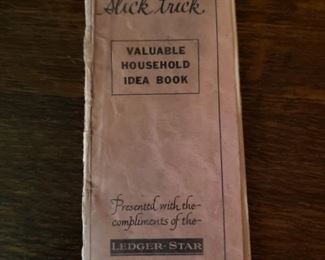 slick trick
VALUABLE
HOUSEHOLD
IDEA BOOK
Presented with the-
compliments of the-
LEDGER-STAR